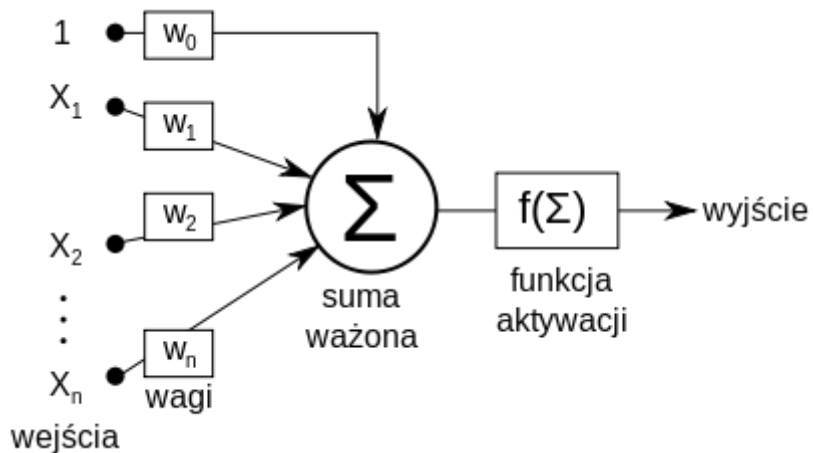 1
w₀
X₁
w₁
X₂
w₂
Xₙ
wₙ
wejścia
wagi
Σ
suma
ważona
f(Σ)
funkcja
aktywacji
wyjście